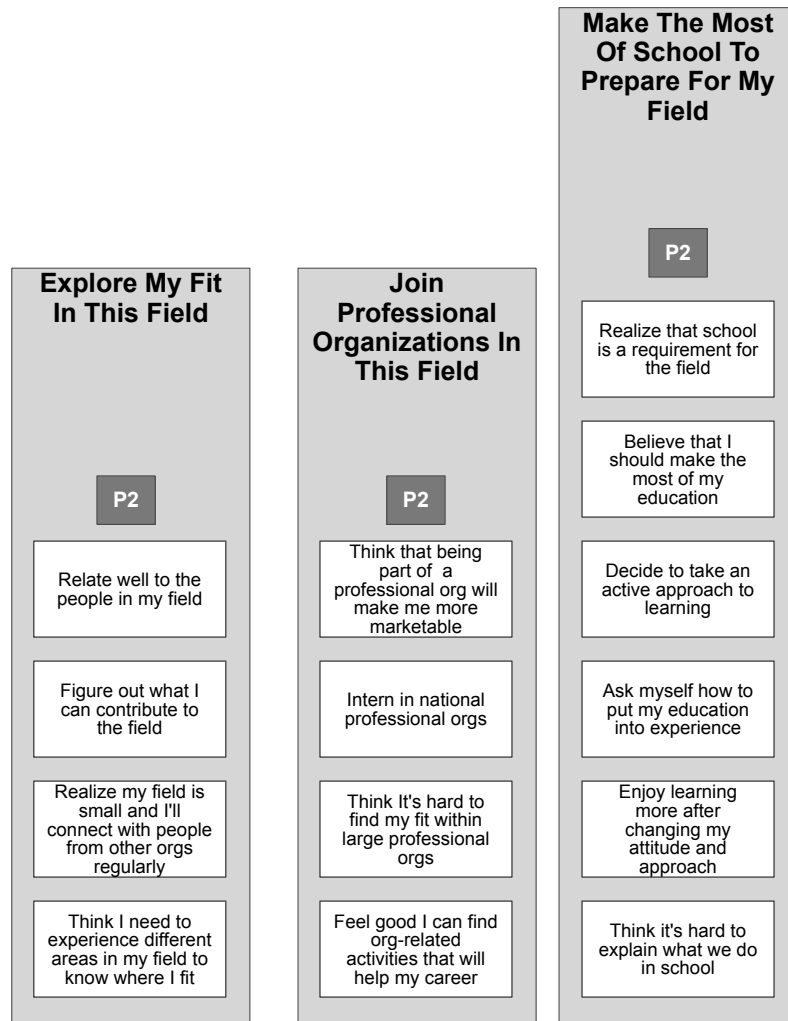 Make The Most
Of School To
Prepare For My
Field
P2
Realize that school
is a requirement for
the field
Believe that I
should make the
most of my
education
Decide to take an
active approach to
learning
Ask myself how to
put my education
into experience
Enjoy learning
more after
changing my
attitude and
approach
Think it's hard to
explain what we do
in school
Explore My Fit
In This Field
P2
Relate well to the
people in my field
Figure out what I
can contribute to
the field
Realize my field is
small and I'll
connect with people
from other orgs
regularly
Think I need to
experience different
areas in my field to
know where I fit
Join
Professional
Organizations In
This Field
P2
Think that being
part of a
professional org will
make me more
marketable
Intern in national
professional orgs
Think It's hard to
find my fit within
large professional
orgs
Feel good I can find
org-related
activities that will
help my career